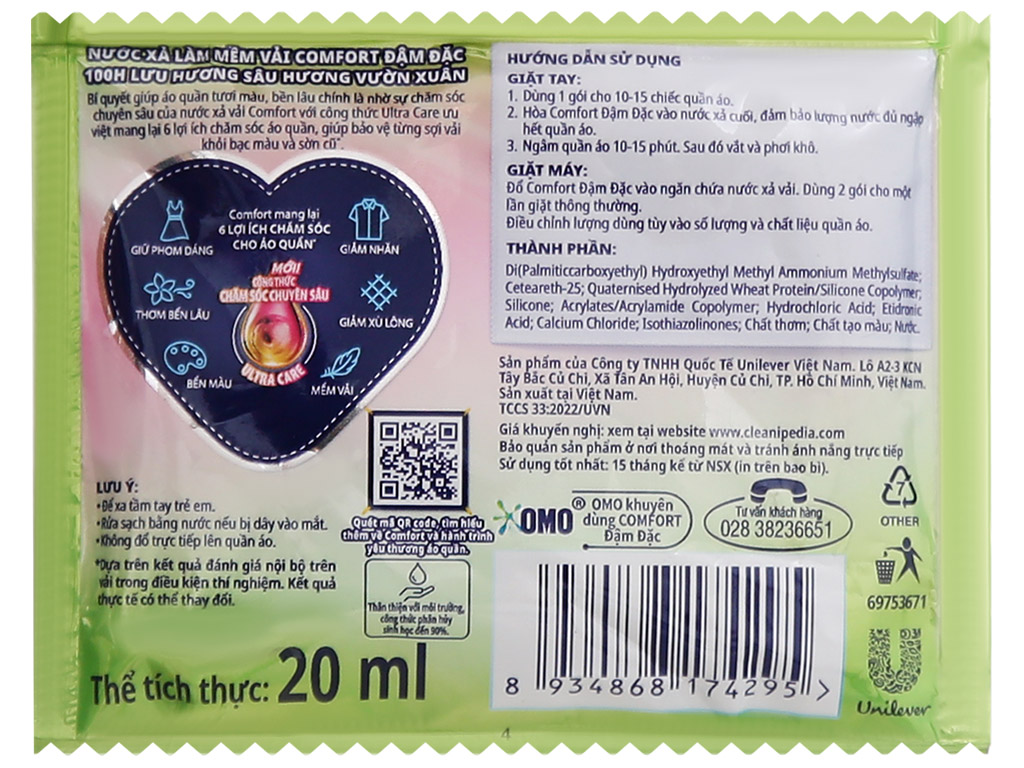 NƯỚC XẢ LÀM MỀM VẢI COMFORT ĐẬM ĐẶC
100H LƯU HƯƠNG SÂU HƯƠNG VƯỜN XUÂN
Bí quyết giúp áo quần tươi màu, bền lâu chính là nhờ sự chăm sóc
chuyên sâu của nước xả vải Comfort với công thức Ultra Care ưu
việt mang lại 6 lợi ích chăm sóc áo quần, giúp bảo vệ từng sợi vải
khỏi bạc màu và sờn cũ*.
Comfort mang lại
6 LỢI ÍCH CHĂM SÓC
CHO ÁO QUẦN*
GIỮ PHOM DÁNG
GIẢM NHĂN
MỚI!
CÔNG THỨC
CHĂM SÓC CHUYÊN SÂU
THƠM BỀN LÂU
GIẢM XÙ LÔNG
ULTRA CARE
BỀN MÀU
MỀM VẢI
LƯU Ý:
•Để xa tầm tay trẻ em.
•Rửa sạch bằng nước nếu bị dây vào mắt.
•Không đổ trực tiếp lên quần áo.
*Dựa trên kết quả đánh giá nội bộ trên
vải trong điều kiện thí nghiệm. Kết quả
thực tế có thể thay đổi.
Quét mã QR code, tìm hiểu
thêm về Comfort và hành trình
yêu thương áo quần.
Thân thiện với môi trường,
công thức phân hủy
sinh học đến 90%.
Thể tích thực: 20 ml
HƯỚNG DẪN SỬ DỤNG
GIẶT TAY:
1. Dùng 1 gói cho 10-15 chiếc quần áo.
2. Hòa Comfort Đậm Đặc vào nước xả cuối, đảm bảo lượng nước đủ ngập
hết quần áo.
3. Ngâm quần áo 10-15 phút. Sau đó vắt và phơi khô.
GIẶT MÁY:
Đổ Comfort Đậm Đặc vào ngăn chứa nước xả vải. Dùng 2 gói cho một
lần giặt thông thường.
Điều chỉnh lượng dùng tùy vào số lượng và chất liệu quần áo.
THÀNH PHẦN:
Di(Palmiticcarboxyethyl) Hydroxyethyl Methyl Ammonium Methylsulfate;
Ceteareth-25; Quaternised Hydrolyzed Wheat Protein/Silicone Copolymer;
Silicone; Acrylates/Acrylamide Copolymer; Hydrochloric Acid; Etidronic
Acid; Calcium Chloride; Isothiazolinones; Chất thơm; Chất tạo màu; Nước.
Sản phẩm của Công ty TNHH Quốc Tế Unilever Việt Nam. Lô A2-3 KCN
Tây Bắc Củ Chi, Xã Tân An Hội, Huyện Củ Chi, TP. Hồ Chí Minh, Việt Nam.
Sản xuất tại Việt Nam.
TCCS 33:2022/UVN
Giá khuyến nghị: xem tại website www.cleanipedia.com
Bảo quản sản phẩm ở nơi thoáng mát và tránh ánh nắng trực tiếp
Sử dụng tốt nhất: 15 tháng kể từ NSX (in trên bao bì).
OMO®
OMO khuyên
dùng COMFORT
Đậm Đặc
Tư vấn khách hàng
028 38236651
OTHER
69753671
8 934868 174295 >
Unilever
4